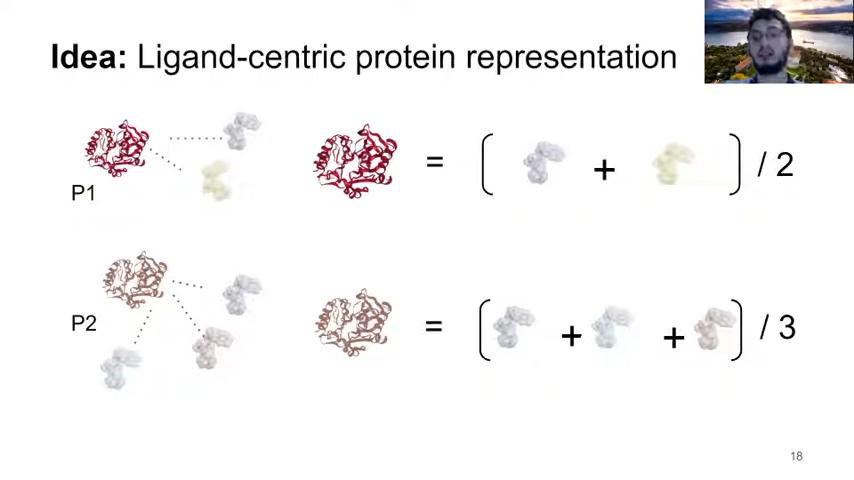 Idea: Ligand-centric protein representation
P1
= ( + ) / 2
P2
= ( + + ) / 3
18